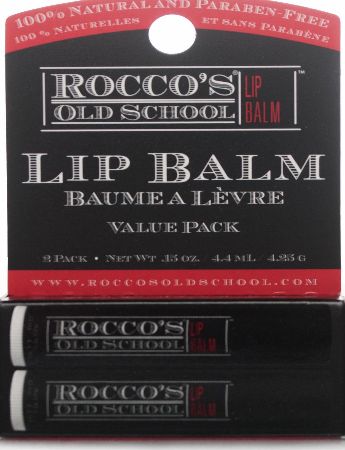 100% Natural and Paraben-Free
100% Naturelles et sans Parabène
Rocco's
Old School®
Lip
Balm™
Lip Balm
Baume a Lèvre
Value Pack
2 Pack • Net Wt .15 oz. / 4.4 ml / 4.25 g
www.roccosoldschool.com
Rocco's
Old School
Lip
Balm
Rocco's
Old School
Lip
Balm